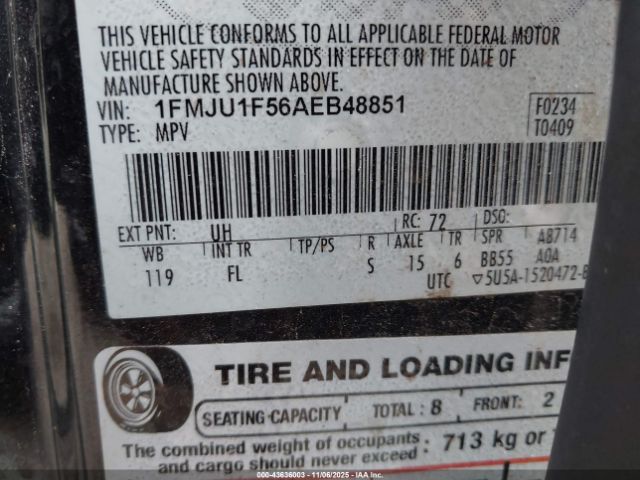 THIS VEHICLE CONFORMS TO ALL APPLICABLE FEDERAL MOTOR
VEHICLE SAFETY STANDARDS IN EFFECT ON THE DATE OF
MANUFACTURE SHOWN ABOVE.
VIN: 1FMJU1F56AEB48851
TYPE: MPV
F0234
T0409
EXT PNT: UH RC: 72 DSO:
WB INT TR TP/PS R AXLE TR SPR A8714
119 FL S 15 6 BB55 A0A
UTC ▽5U5A-1520472-B
TIRE AND LOADING INF
SEATING CAPACITY TOTAL: 8 FRONT: 2
The combined weight of occupants
and cargo should never exceed : 713 kg or
© 43636003 - 11/06/2025 - IAAI.com